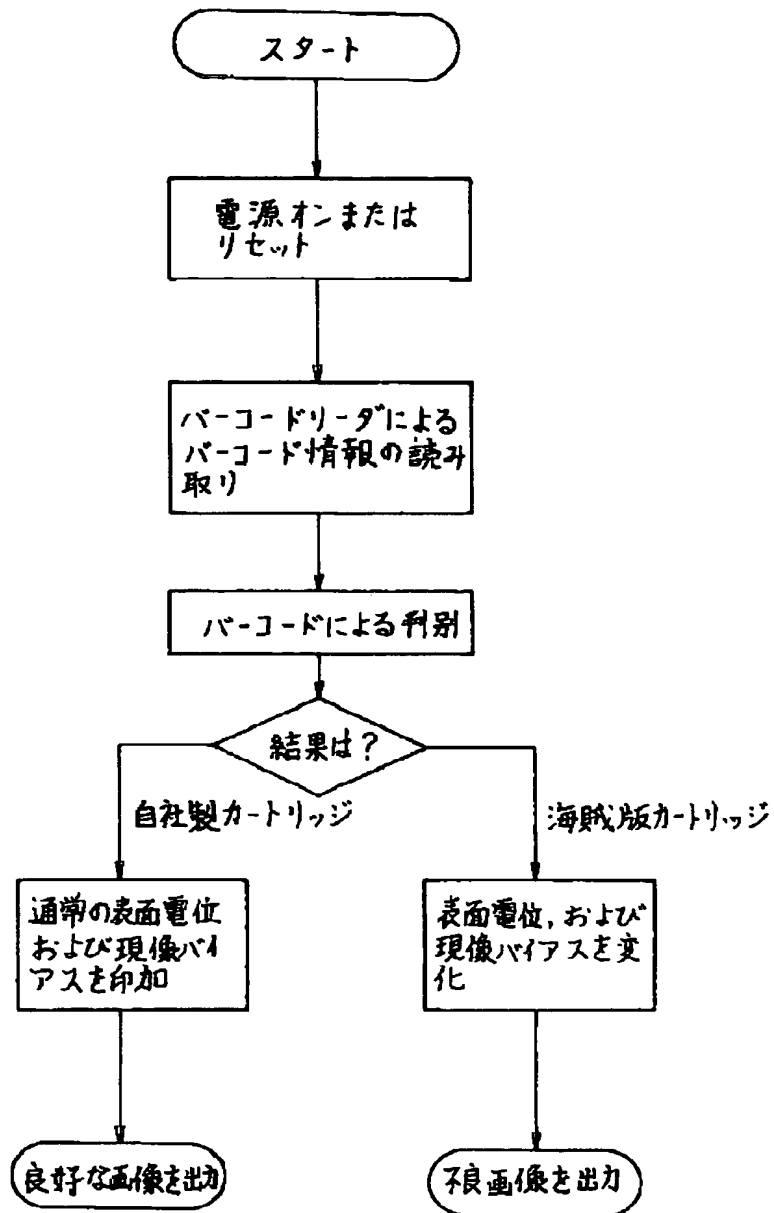 スタート
電源オンまたは
リセット
バーコードリーダによる
バーコード情報の読み
取り
バーコードによる判別
結果は?
自社製カートリッジ
海賊版カートリッジ
通常の表面電位
および現像バイ
アスを印加
表面電位,および
現像バイアスを変
化
良好な画像を出力
不良画像を出力